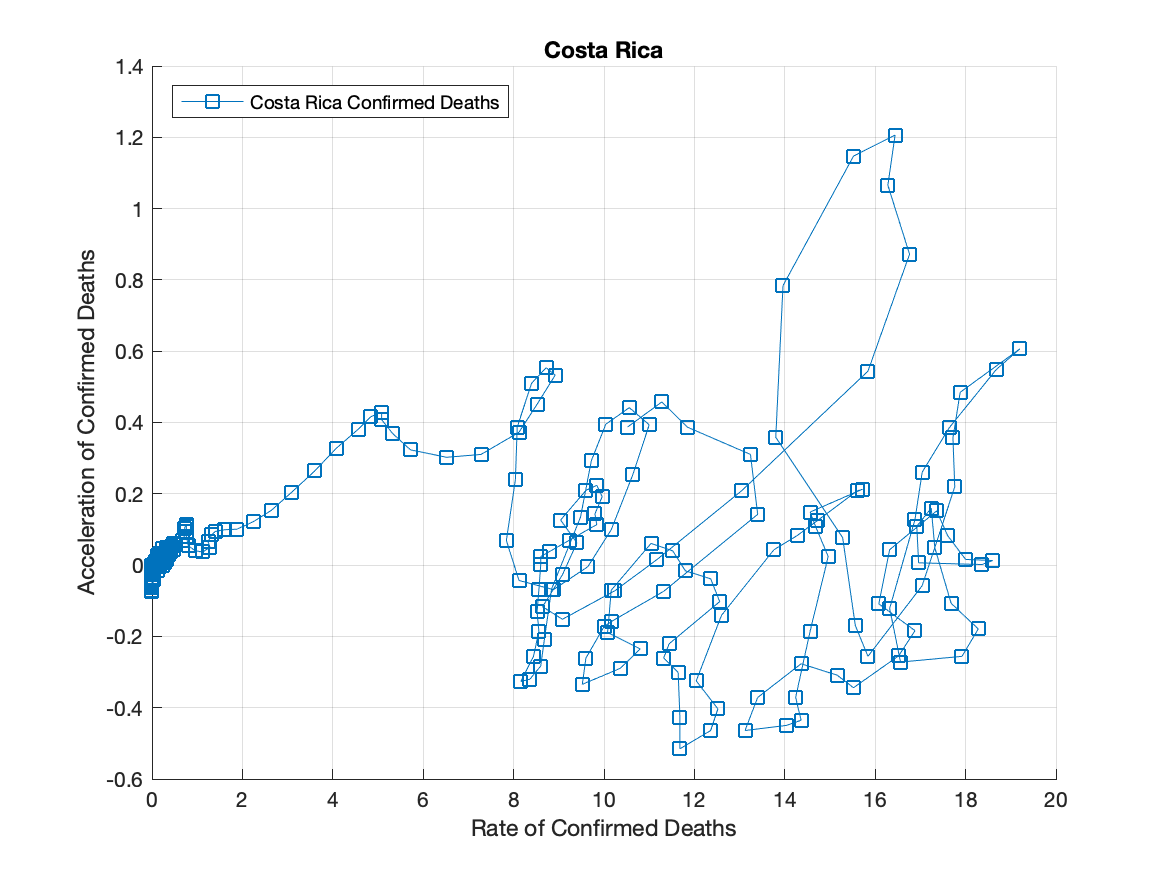 Costa Rica
Costa Rica Confirmed Deaths
Acceleration of Confirmed Deaths
1.4
1.2
1
0.8
0.6
0.4
0.2
0
-0.2
-0.4
-0.6
0 2 4 6 8 10 12 14 16 18 20
Rate of Confirmed Deaths